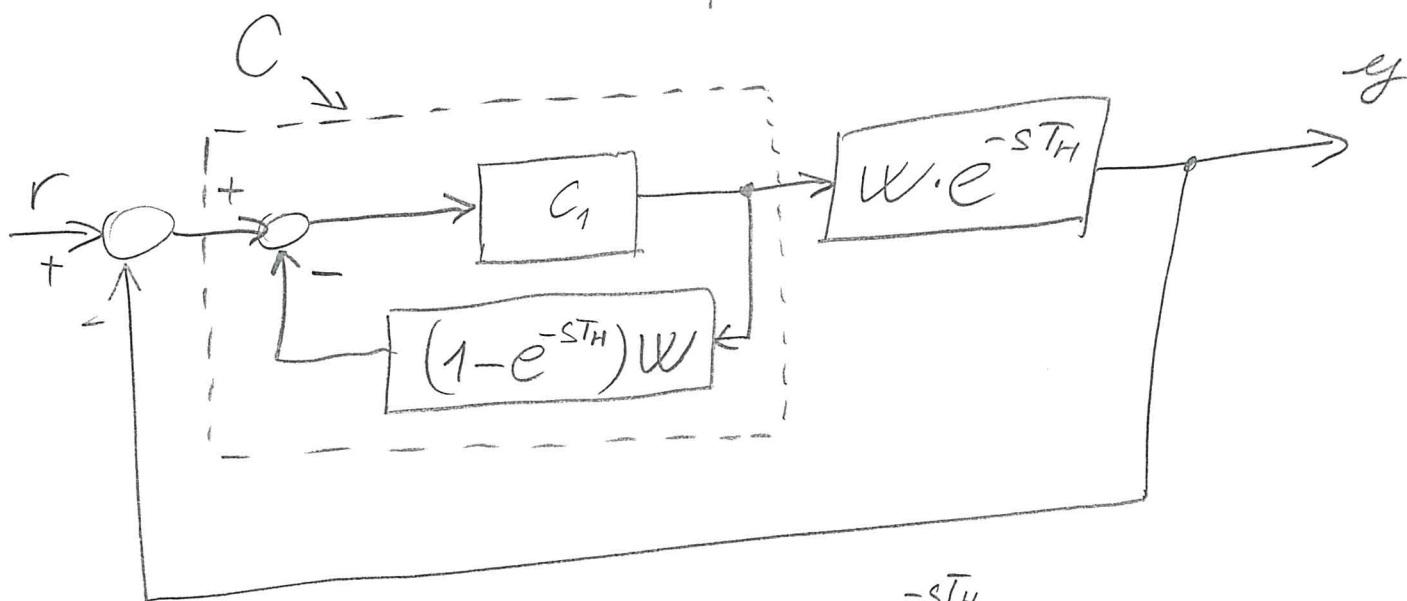 C
y
r
+
+
C₁
W·e^{-sT_H}
-
-
(1-e^{-sT_H})W
-sT_H